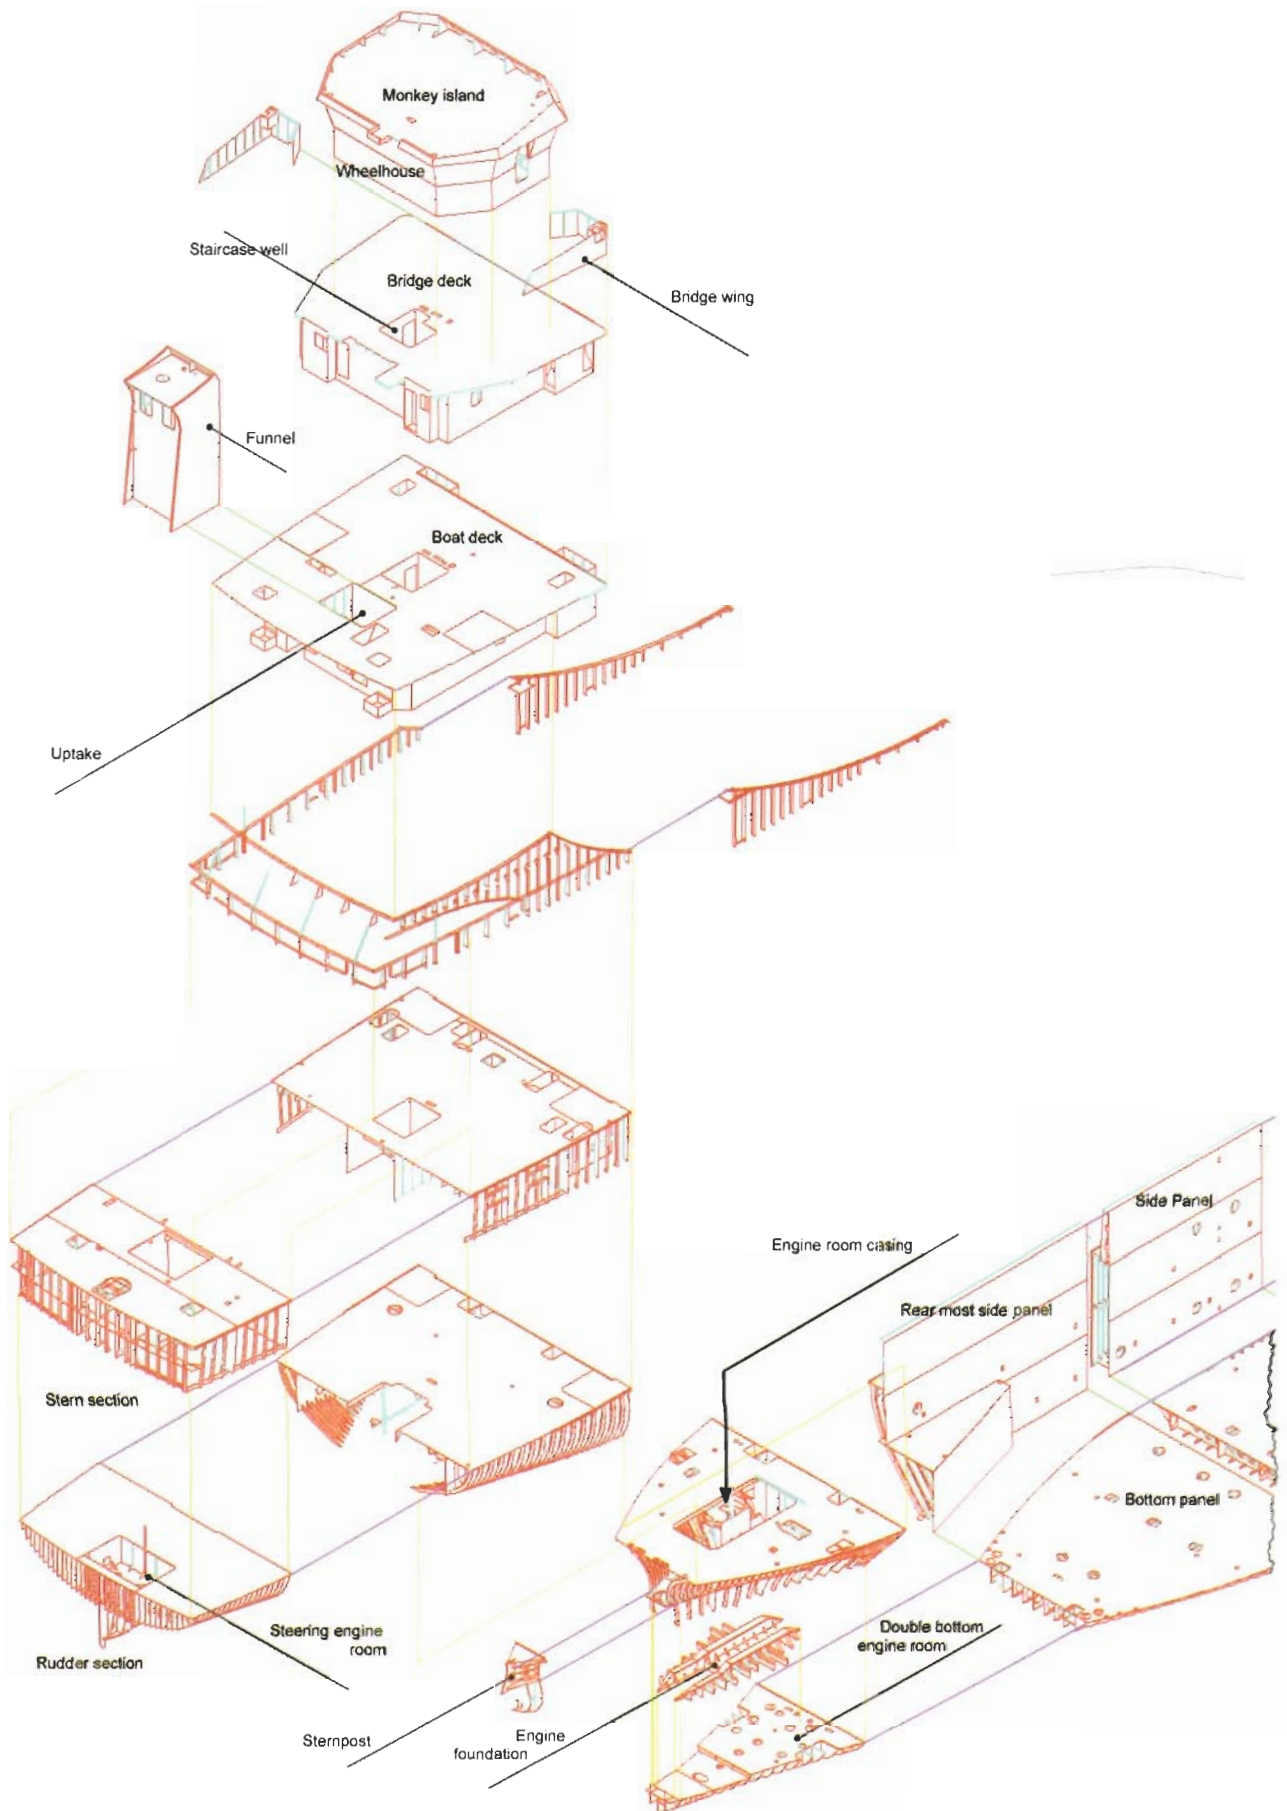 Monkey island
Wheelhouse
Staircase well
Bridge deck
Bridge wing
Funnel
Boat deck
Uptake
Side Panel
Engine room casing
Rear most side panel
Stern section
Bottom panel
Steering engine
room
Double bottom
engine room
Rudder section
Sternpost
Engine
foundation